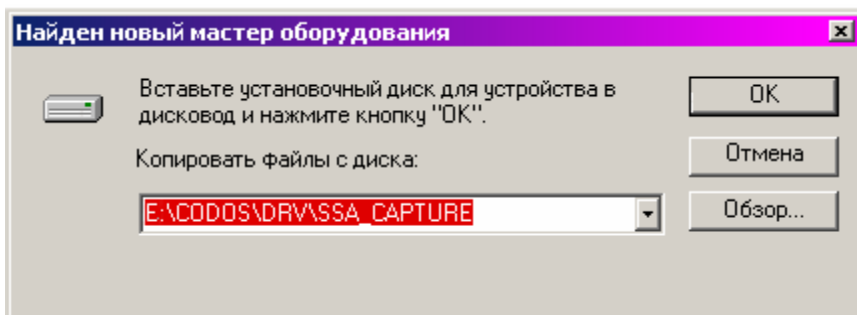 Найден новый мастер оборудования
Вставьте установочный диск для устройства в
дисковод и нажмите кнопку "ОК".
ОК
Копировать файлы с диска:
Отмена
E:\CODOS\DRV\SSA_CAPTURE
Обзор...